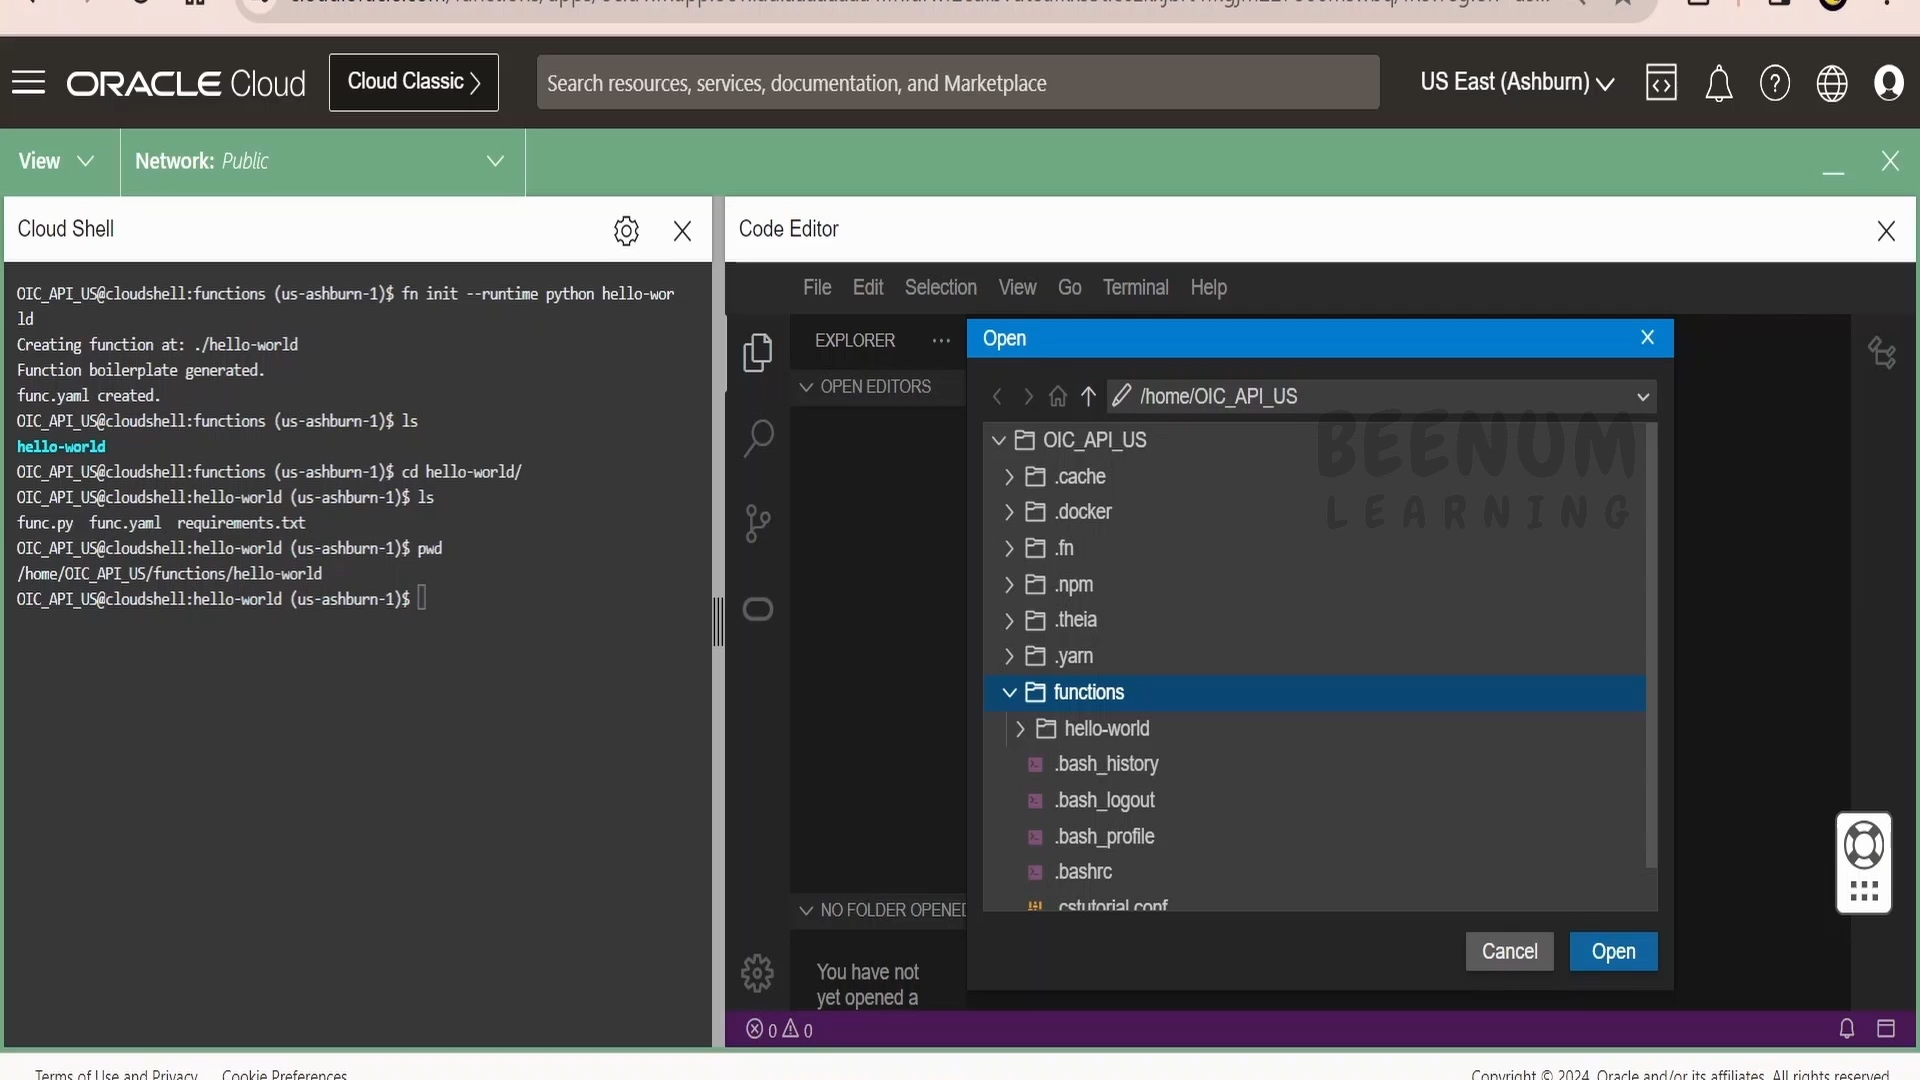 ORACLE Cloud
Cloud Classic
Search resources, services, documentation, and Marketplace
US East (Ashburn)
View
Network: Public
Cloud Shell
OIC_API_US@cloudshell:functions (us-ashburn-1)$ fn init --runtime python hello-wor
ld
Creating function at: ./hello-world
Function boilerplate generated.
func.yaml created.
OIC_API_US@cloudshell:functions (us-ashburn-1)$ ls
hello-world
OIC_API_US@cloudshell:functions (us-ashburn-1)$ cd hello-world/
OIC_API_US@cloudshell:hello-world (us-ashburn-1)$ ls
func.py func.yaml requirements.txt
OIC_API_US@cloudshell:hello-world (us-ashburn-1)$ pwd
/home/OIC_API_US/functions/hello-world
OIC_API_US@cloudshell:hello-world (us-ashburn-1)$
Code Editor
File Edit Selection View Go Terminal Help
EXPLORER ...
OPEN EDITORS
NO FOLDER OPENED
You have not
yet opened a
Open
/home/OIC_API_US
OIC_API_US
.cache
.docker
.fn
.npm
.theia
.yarn
functions
hello-world
.bash_history
.bash_logout
.bash_profile
.bashrc
.cstutorial.conf
BEENUM
LEARNING
Cancel
Open
0 0
Terms of Use and Privacy Cookie Preferences
Copyright © 2024, Oracle and/or its affiliates. All rights reserved.